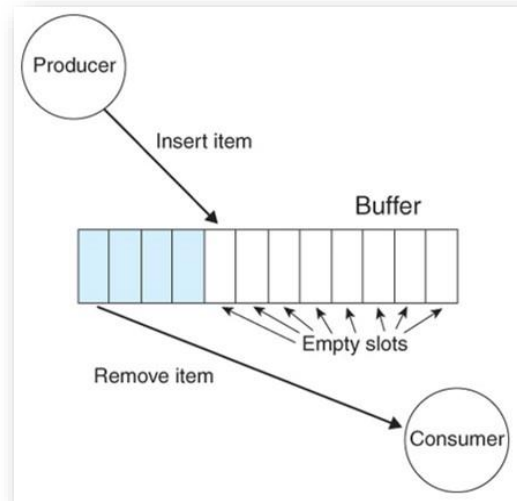 Producer
Insert item
Buffer
Empty slots
Remove item
Consumer